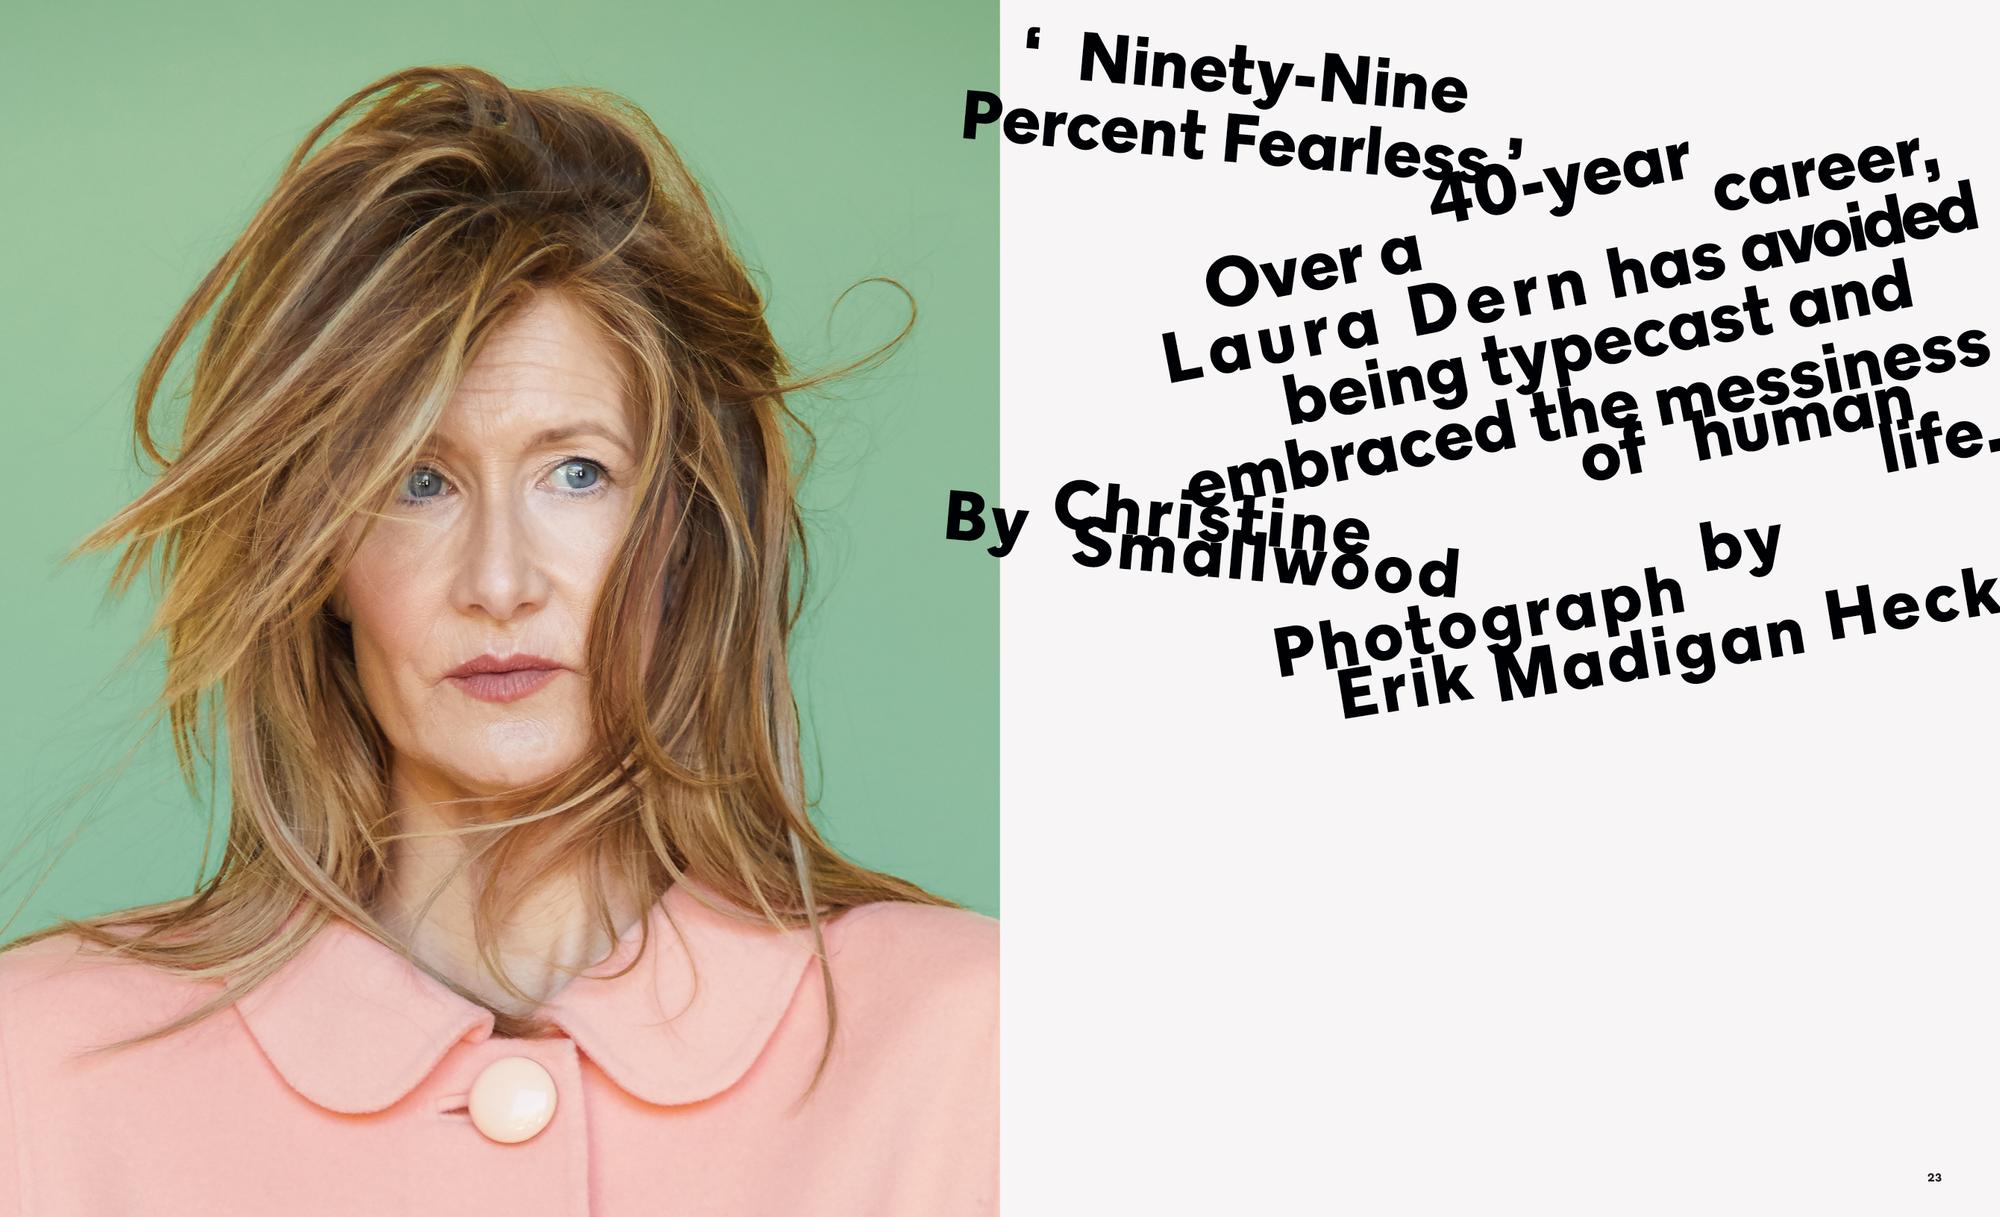 ‘ Ninety-Nine
Percent Fearless,’
Over a 40-year career,
Laura Dern has avoided
being typecast and
embraced the messiness
of human life.
By Christine
Smallwood
Photograph by
Erik Madigan Heck
23